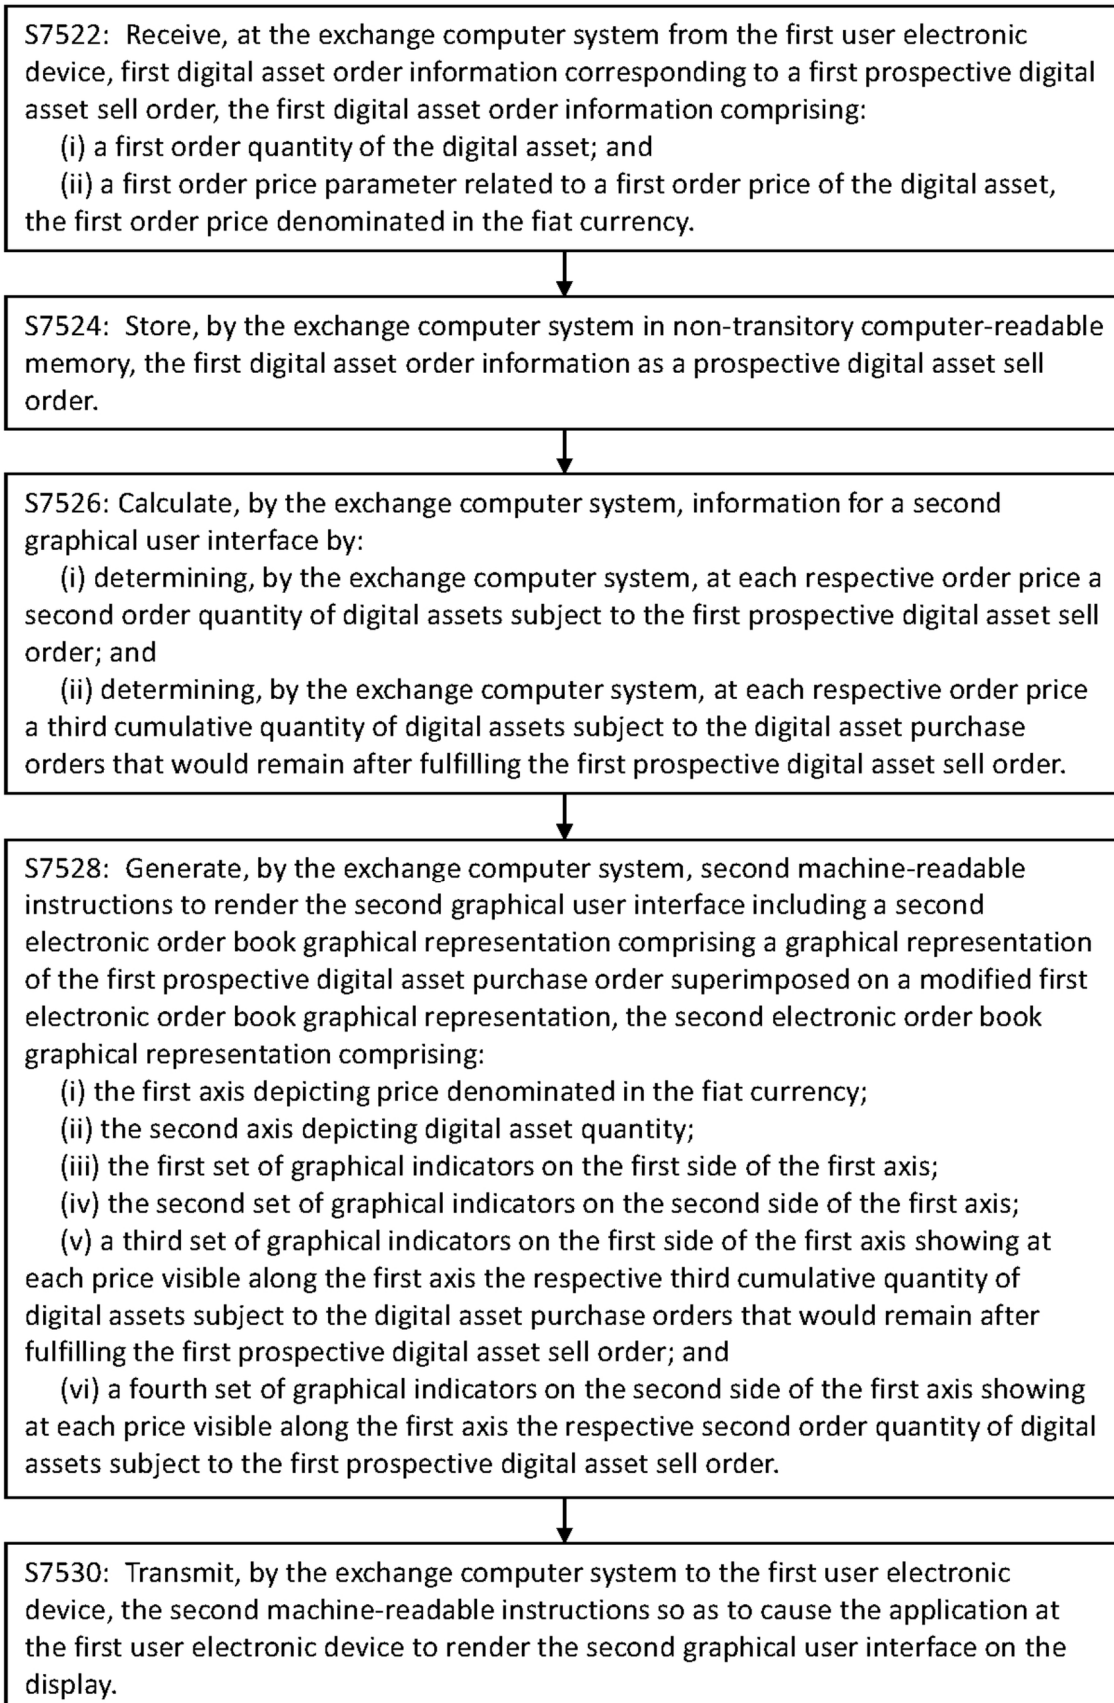 S7522:  Receive, at the exchange computer system from the first user electronic
device, first digital asset order information corresponding to a first prospective digital
asset sell order, the first digital asset order information comprising:
(i) a first order quantity of the digital asset; and
(ii) a first order price parameter related to a first order price of the digital asset,
the first order price denominated in the fiat currency.
S7524:  Store, by the exchange computer system in non-transitory computer-readable
memory, the first digital asset order information as a prospective digital asset sell
order.
S7526: Calculate, by the exchange computer system, information for a second
graphical user interface by:
(i) determining, by the exchange computer system, at each respective order price a
second order quantity of digital assets subject to the first prospective digital asset sell
order; and
(ii) determining, by the exchange computer system, at each respective order price
a third cumulative quantity of digital assets subject to the digital asset purchase
orders that would remain after fulfilling the first prospective digital asset sell order.
S7528:  Generate, by the exchange computer system, second machine-readable
instructions to render the second graphical user interface including a second
electronic order book graphical representation comprising a graphical representation
of the first prospective digital asset purchase order superimposed on a modified first
electronic order book graphical representation, the second electronic order book
graphical representation comprising:
(i) the first axis depicting price denominated in the fiat currency;
(ii) the second axis depicting digital asset quantity;
(iii) the first set of graphical indicators on the first side of the first axis;
(iv) the second set of graphical indicators on the second side of the first axis;
(v) a third set of graphical indicators on the first side of the first axis showing at
each price visible along the first axis the respective third cumulative quantity of
digital assets subject to the digital asset purchase orders that would remain after
fulfilling the first prospective digital asset sell order; and
(vi) a fourth set of graphical indicators on the second side of the first axis showing
at each price visible along the first axis the respective second order quantity of digital
assets subject to the first prospective digital asset sell order.
S7530:  Transmit, by the exchange computer system to the first user electronic
device, the second machine-readable instructions so as to cause the application at
the first user electronic device to render the second graphical user interface on the
display.